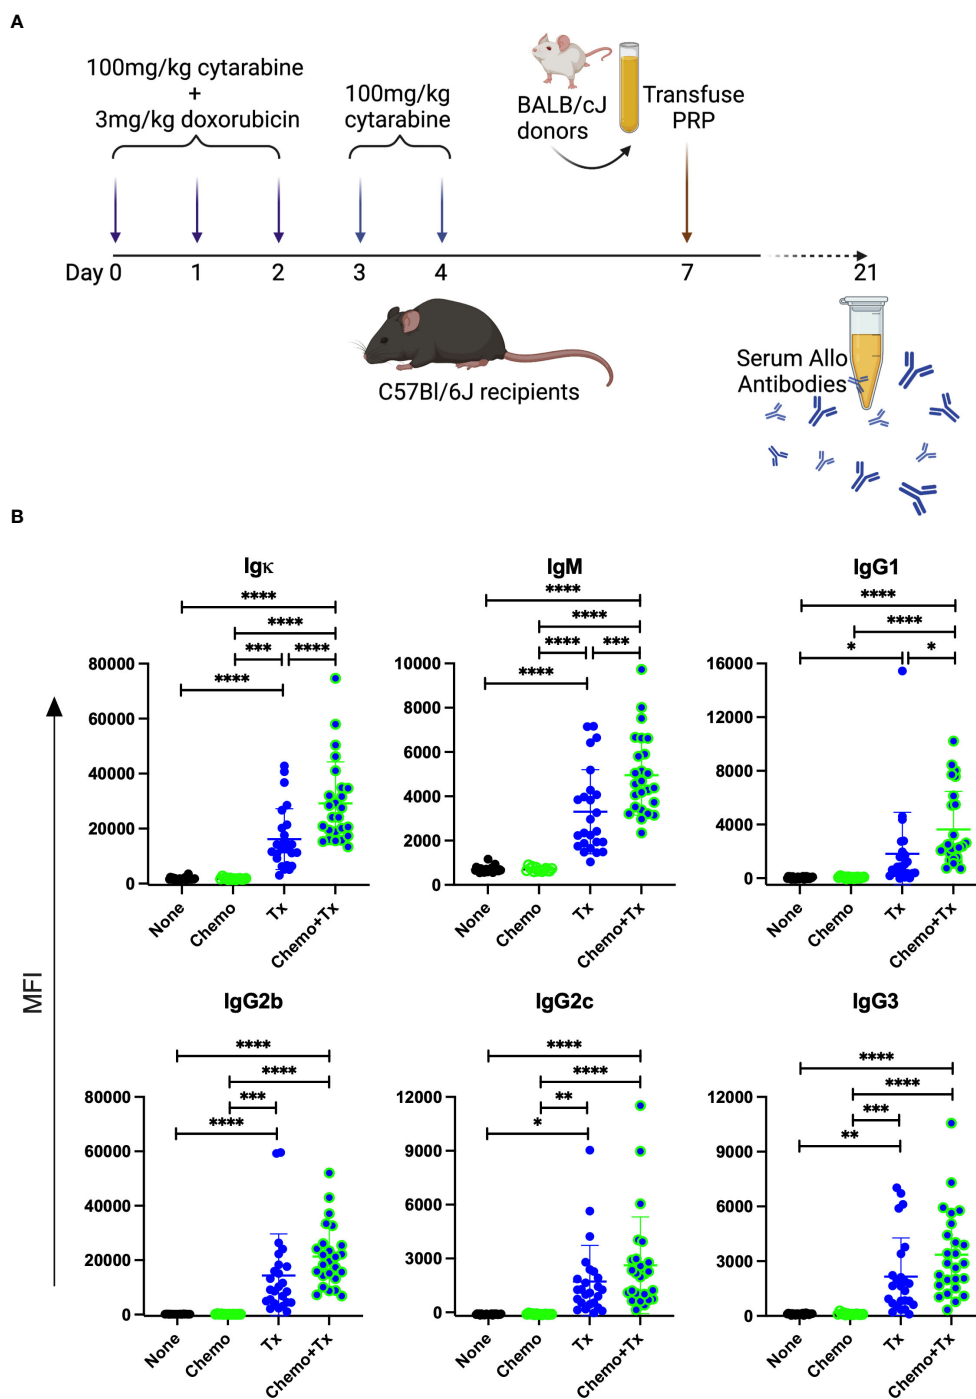 A
100mg/kg cytarabine
+
3mg/kg doxorubicin
100mg/kg
cytarabine
BALB/cJ
donors
Transfuse
PRP
Day 0 1 2 3 4 7 21
C57Bl/6J recipients
Serum Allo
Antibodies
B
MFI
Igκ
****
****
*** ****
****
80000
60000
40000
20000
0
None Chemo Tx Chemo+Tx
IgM
****
****
**** ***
****
10000
8000
6000
4000
2000
0
None Chemo Tx Chemo+Tx
IgG1
****
****
* *
16000
12000
8000
4000
0
None Chemo Tx Chemo+Tx
IgG2b
****
****
***
****
80000
60000
40000
20000
0
None Chemo Tx Chemo+Tx
IgG2c
****
****
**
*
12000
9000
6000
3000
0
None Chemo Tx Chemo+Tx
IgG3
****
****
***
**
12000
9000
6000
3000
0
None Chemo Tx Chemo+Tx